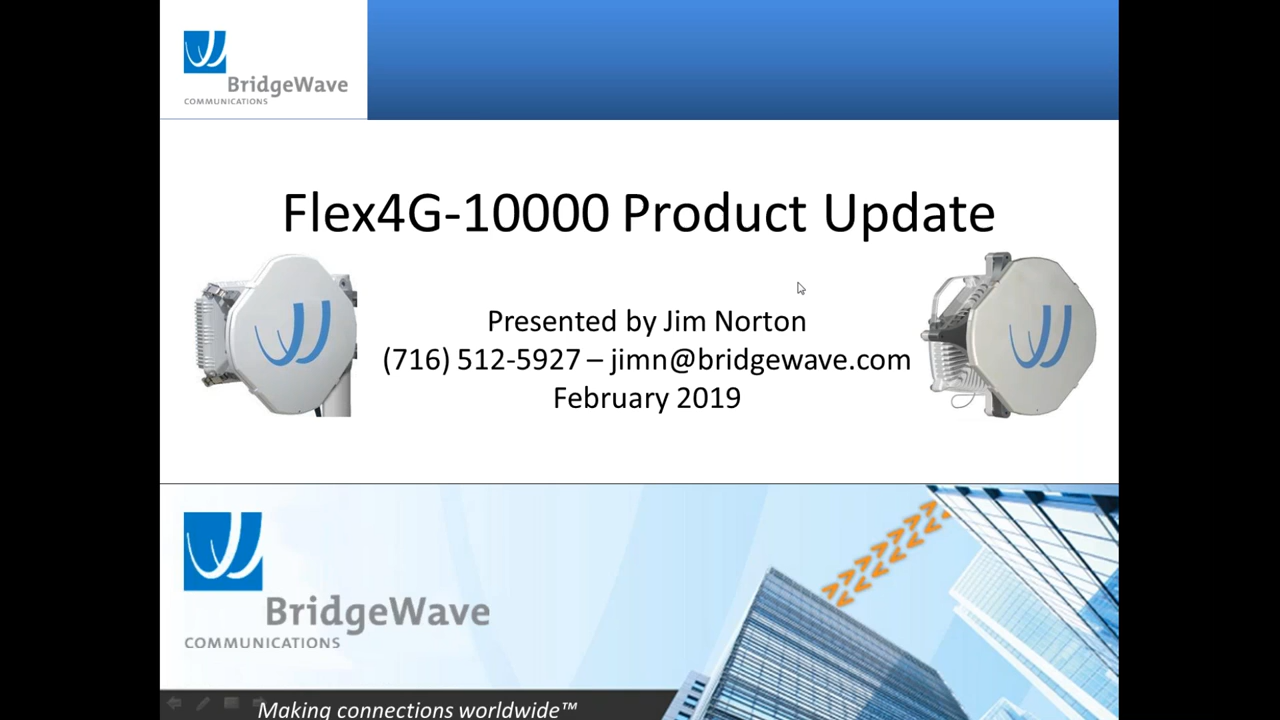 BridgeWave
COMMUNICATIONS
Flex4G-10000 Product Update
Presented by Jim Norton
(716) 512-5927 – jimn@bridgewave.com
February 2019
BridgeWave
COMMUNICATIONS
Making connections worldwide™